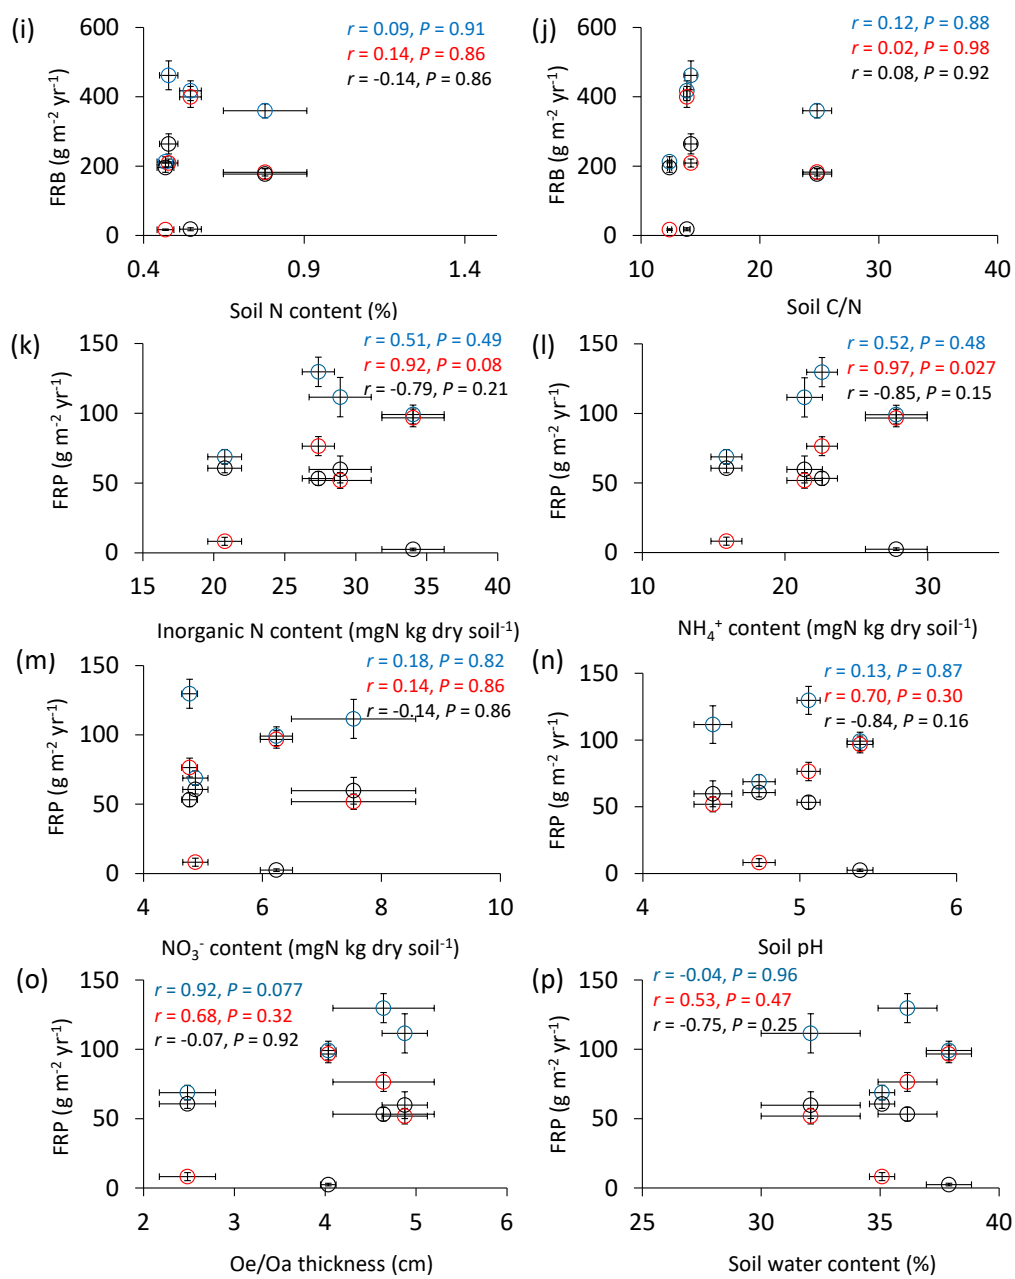 (i)
r = 0.09, P = 0.91
r = 0.14, P = 0.86
r = -0.14, P = 0.86
600
400
200
0
FRB (g m⁻² yr⁻¹)
0.4 0.9 1.4
Soil N content (%)
(j)
r = 0.12, P = 0.88
r = 0.02, P = 0.98
r = 0.08, P = 0.92
600
400
200
0
FRB (g m⁻² yr⁻¹)
10 20 30 40
Soil C/N
(k)
r = 0.51, P = 0.49
r = 0.92, P = 0.08
r = -0.79, P = 0.21
150
100
50
0
FRP (g m⁻² yr⁻¹)
15 20 25 30 35 40
Inorganic N content (mgN kg dry soil⁻¹)
(l)
r = 0.52, P = 0.48
r = 0.97, P = 0.027
r = -0.85, P = 0.15
150
100
50
0
FRP (g m⁻² yr⁻¹)
10 20 30
NH₄⁺ content (mgN kg dry soil⁻¹)
(m)
r = 0.18, P = 0.82
r = 0.14, P = 0.86
r = -0.14, P = 0.86
150
100
50
0
FRP (g m⁻² yr⁻¹)
4 6 8 10
NO₃⁻ content (mgN kg dry soil⁻¹)
(n)
r = 0.13, P = 0.87
r = 0.70, P = 0.30
r = -0.84, P = 0.16
150
100
50
0
FRP (g m⁻² yr⁻¹)
4 5 6
Soil pH
(o)
r = 0.92, P = 0.077
r = 0.68, P = 0.32
r = -0.07, P = 0.92
150
100
50
0
FRP (g m⁻² yr⁻¹)
2 3 4 5 6
Oe/Oa thickness (cm)
(p)
r = -0.04, P = 0.96
r = 0.53, P = 0.47
r = -0.75, P = 0.25
150
100
50
0
FRP (g m⁻² yr⁻¹)
25 30 35 40
Soil water content (%)